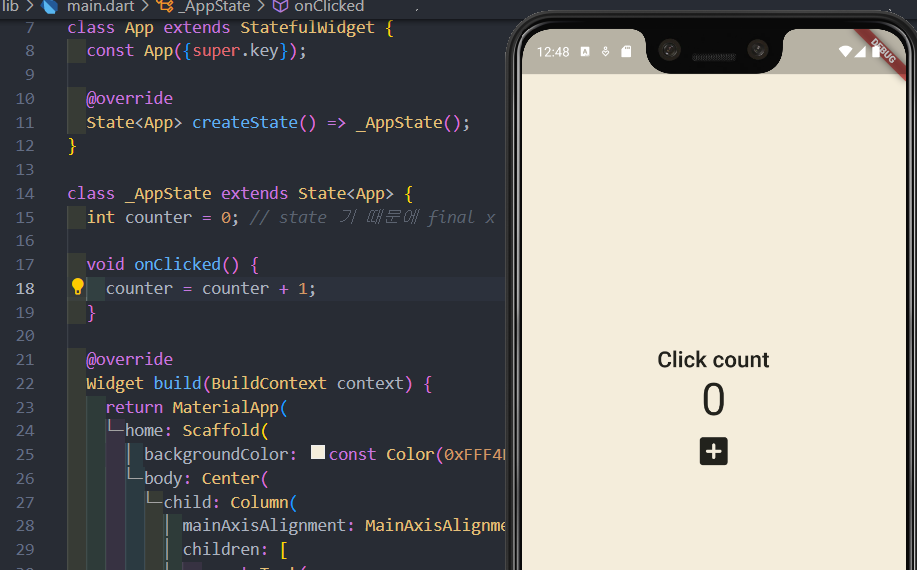 lib > main.dart > _AppState > onClicked
7 class App extends StatefulWidget {
8 const App({super.key});
9
10 @override
11 State<App> createState() => _AppState();
12 }
13
14 class _AppState extends State<App> {
15 int counter = 0; // state 기 때문에 final x
16
17 void onClicked() {
18 counter = counter + 1;
19 }
20
21 @override
22 Widget build(BuildContext context) {
23 return MaterialApp(
24 home: Scaffold(
25 backgroundColor: const Color(0xFFF4
26 body: Center(
27 child: Column(
28 mainAxisAlignment: MainAxisAlignme
29 children: [
12:48
DEBUG
Click count
0